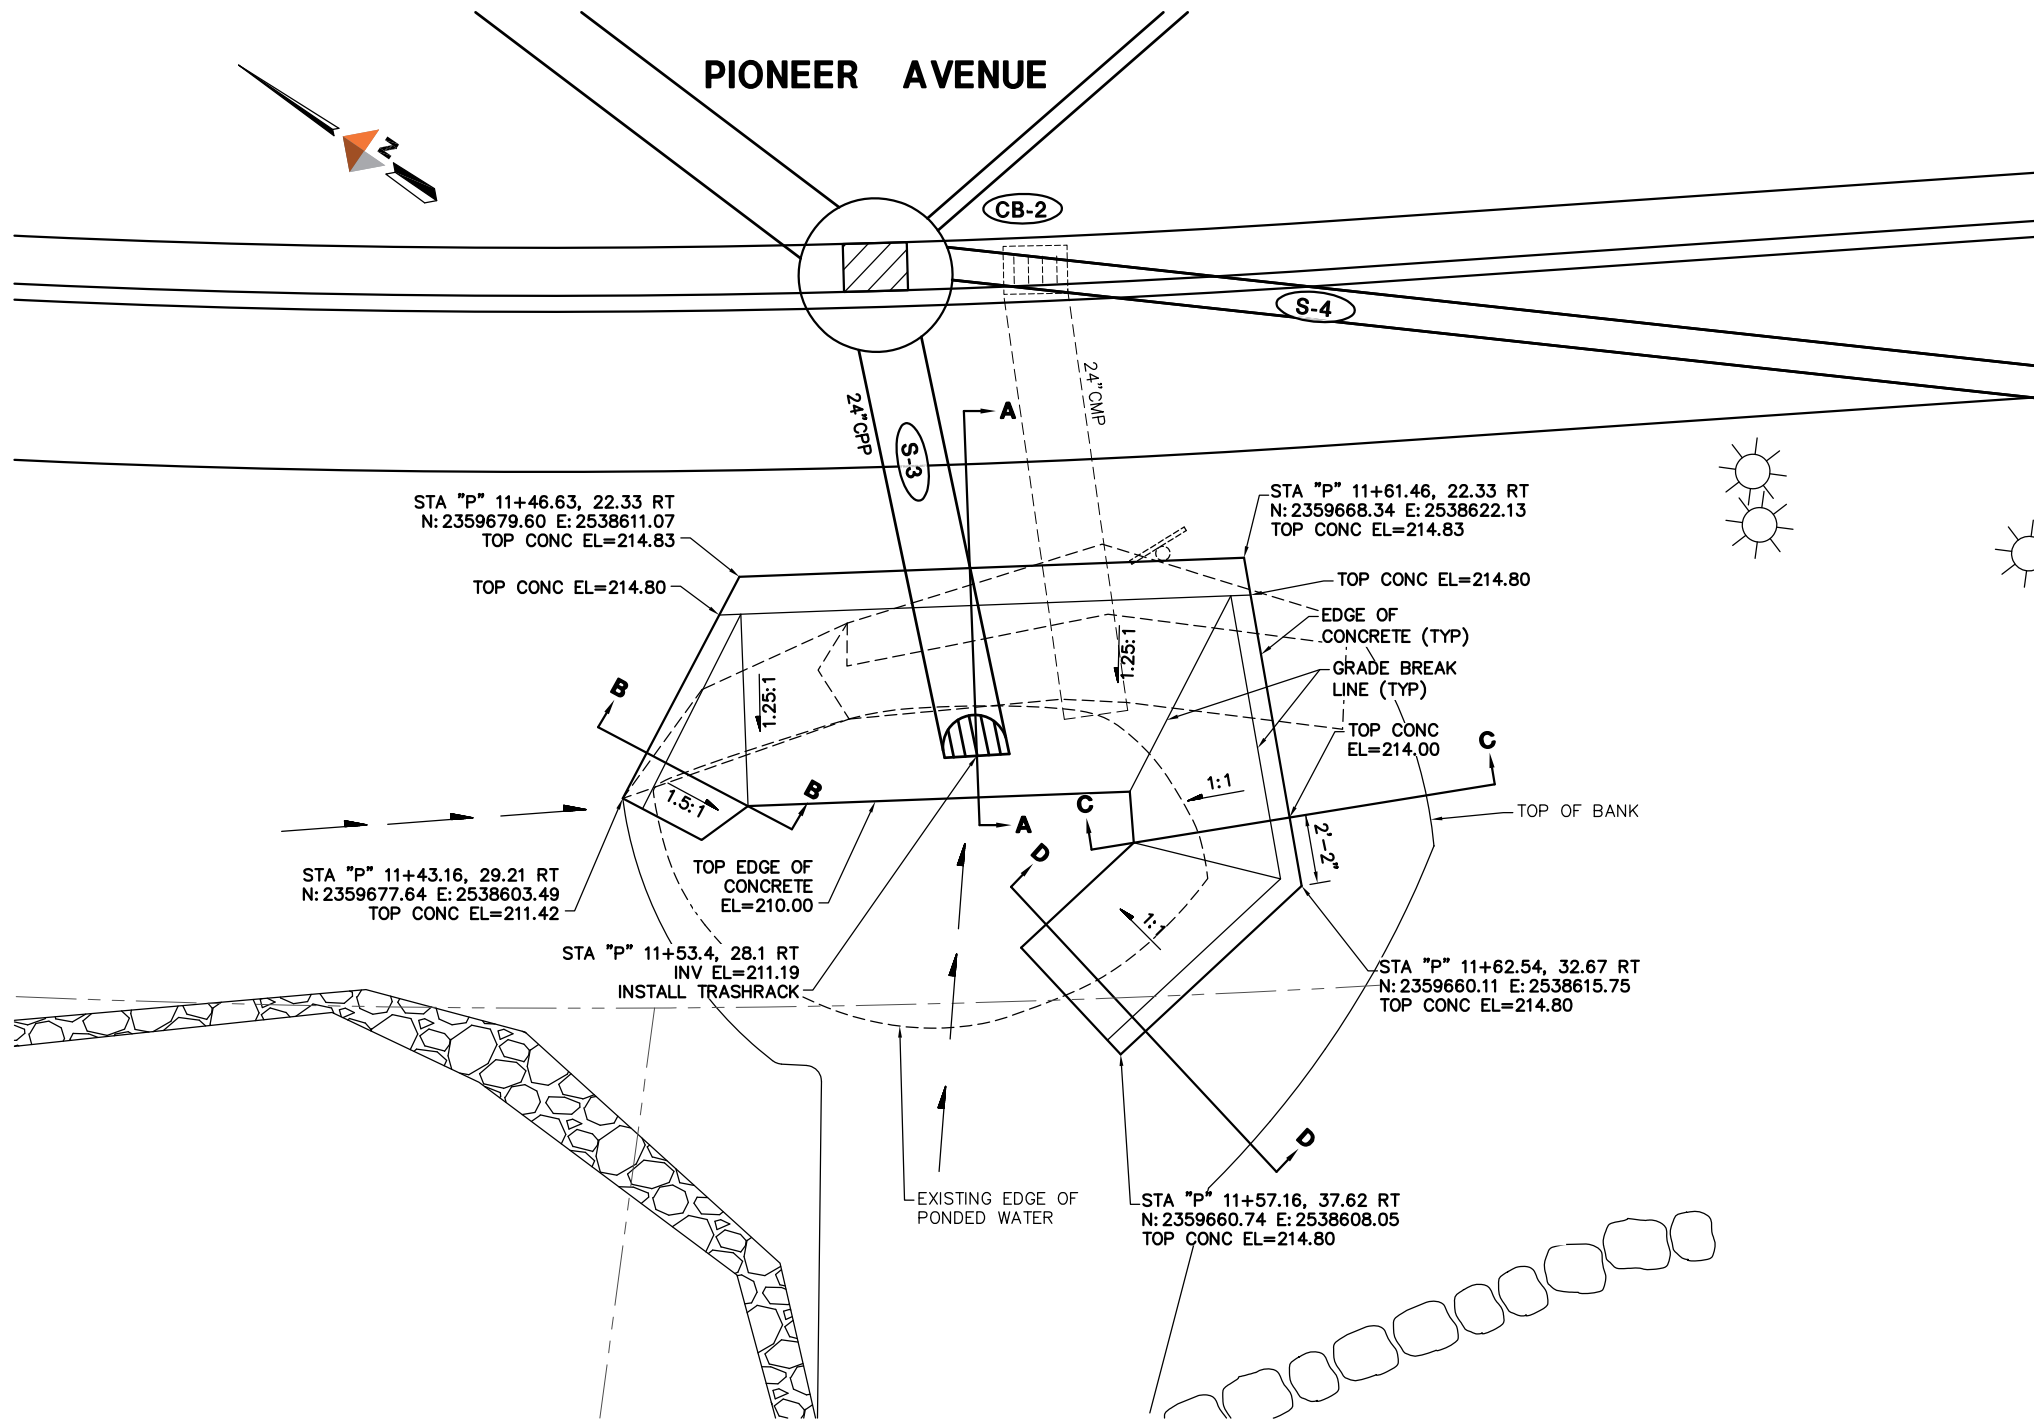 PIONEER AVENUE
N
CB-2
S-4
24"CMP
24"CPP
S-3
A
STA "P" 11+46.63, 22.33 RT
N:2359679.60 E:2538611.07
TOP CONC EL=214.83
STA "P" 11+61.46, 22.33 RT
N:2359668.34 E:2538622.13
TOP CONC EL=214.83
TOP CONC EL=214.80
TOP CONC EL=214.80
EDGE OF
CONCRETE (TYP)
1.25:1
GRADE BREAK
LINE (TYP)
B
1.25:1
TOP CONC
EL=214.00
C
1:1
B
1.5:1
C
A
TOP OF BANK
2'-2"
D
TOP EDGE OF
CONCRETE
EL=210.00
STA "P" 11+43.16, 29.21 RT
N:2359677.64 E:2538603.49
TOP CONC EL=211.42
1:1
STA "P" 11+53.4, 28.1 RT
INV EL=211.19
INSTALL TRASHRACK
STA "P" 11+62.54, 32.67 RT
N:2359660.11 E:2538615.75
TOP CONC EL=214.80
D
EXISTING EDGE OF
PONDED WATER
STA "P" 11+57.16, 37.62 RT
N:2359660.74 E:2538608.05
TOP CONC EL=214.80